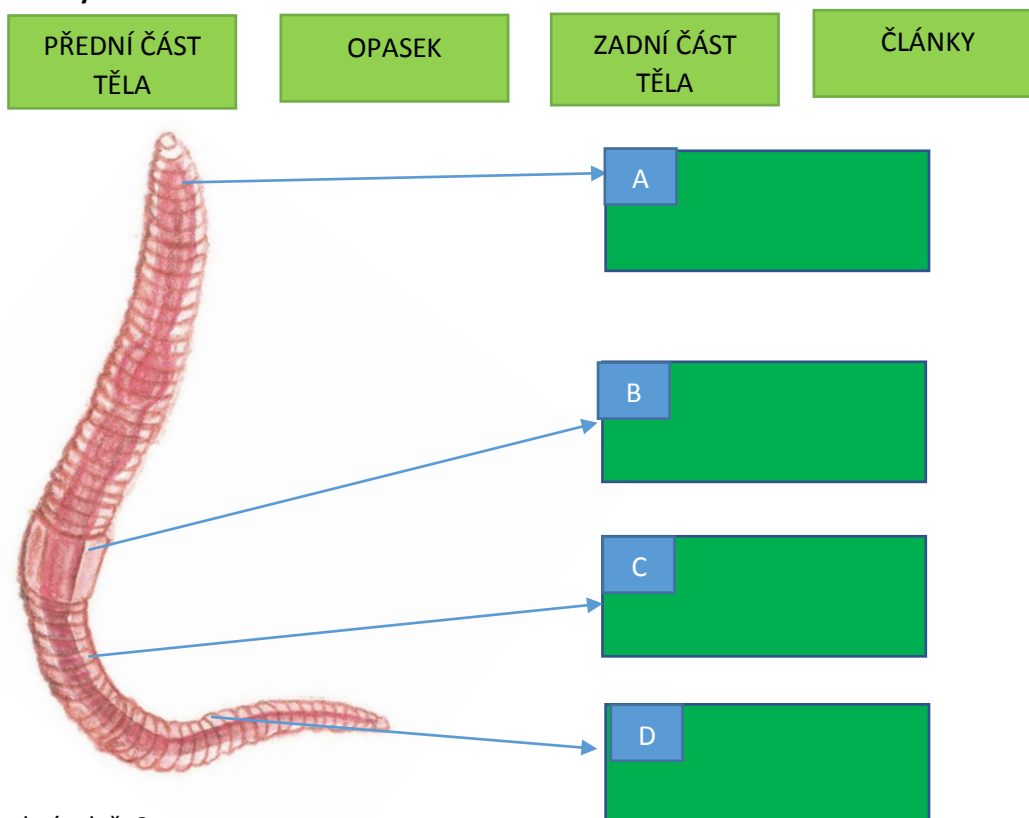 PŘEDNÍ ČÁST
TĚLA
OPASEK
ZADNÍ ČÁST
TĚLA
ČLÁNKY
A
B
C
D